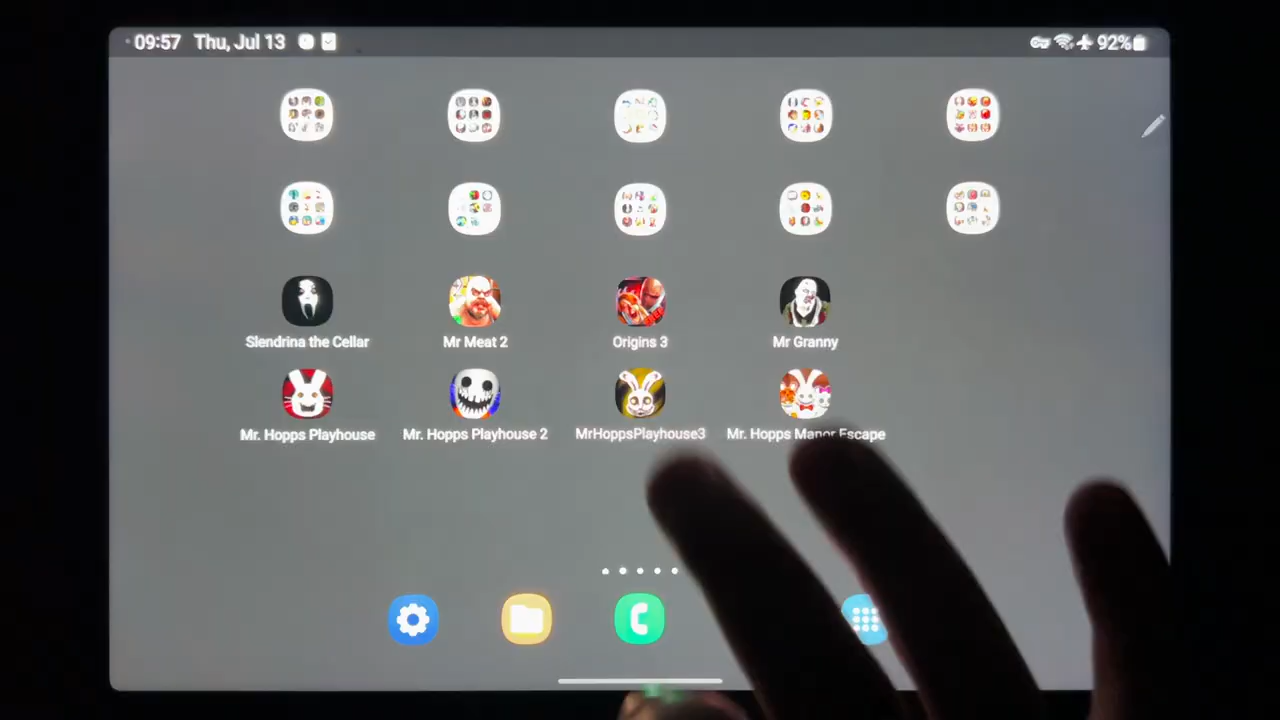 09:57 Thu, Jul 13 92%
Slendrina the Cellar Mr Meat 2 Origins 3 Mr Granny
Mr. Hopps Playhouse Mr. Hopps Playhouse 2 MrHoppsPlayhouse3 Mr. Hopps Manor Escape